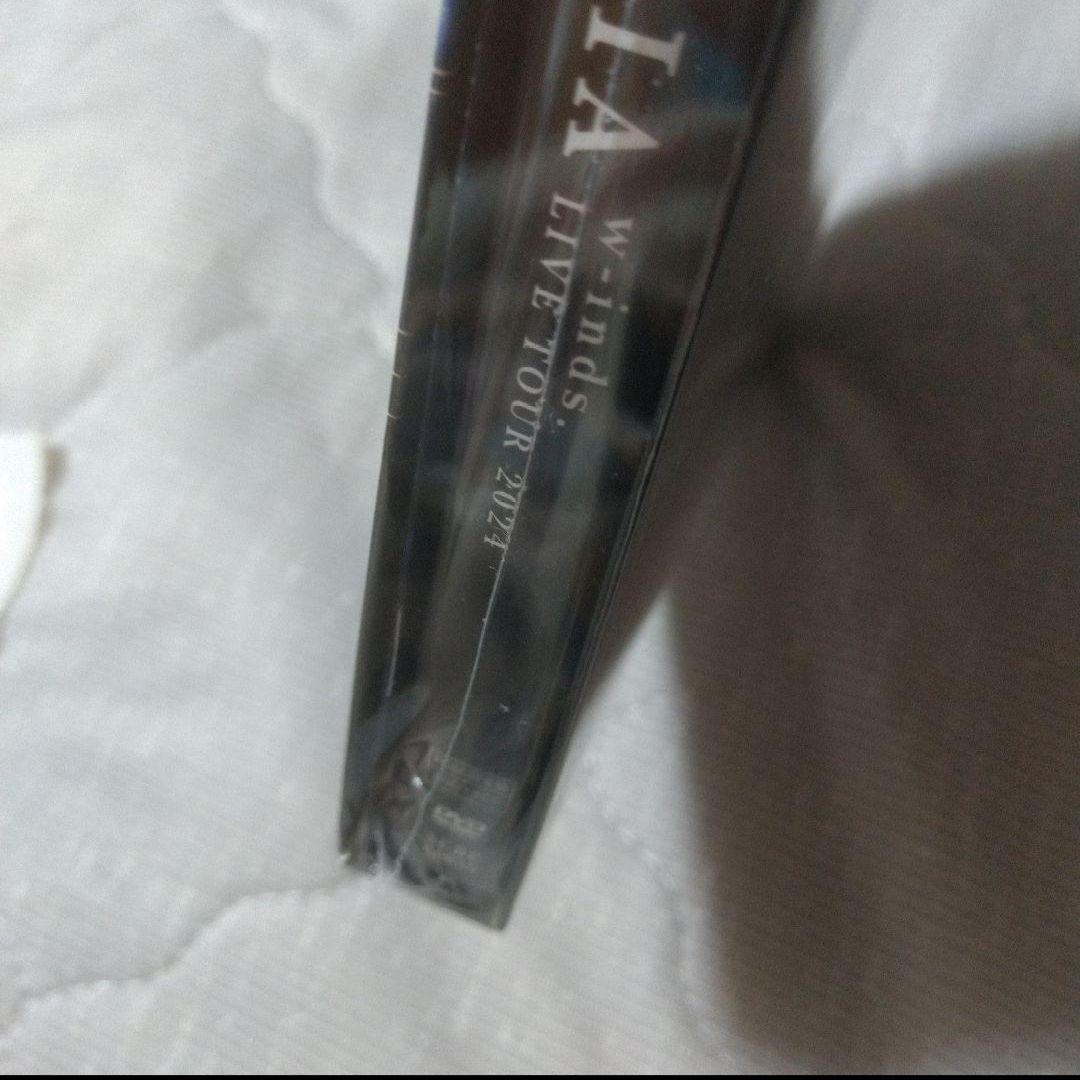 IA
w-inds.
LIVE TOUR 2024
DVD